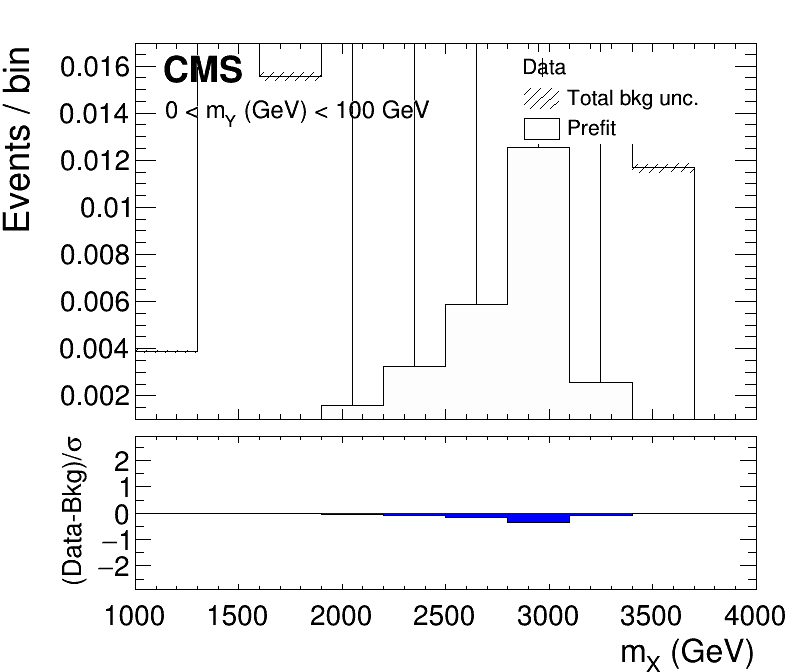 Events / bin
0.016
0.014
0.012
0.01
0.008
0.006
0.004
0.002
CMS
0 < mY (GeV) < 100 GeV
Data
Total bkg unc.
Prefit
(Data-Bkg)/σ
2
1
0
−1
−2
1000 1500 2000 2500 3000 3500 4000
mX (GeV)